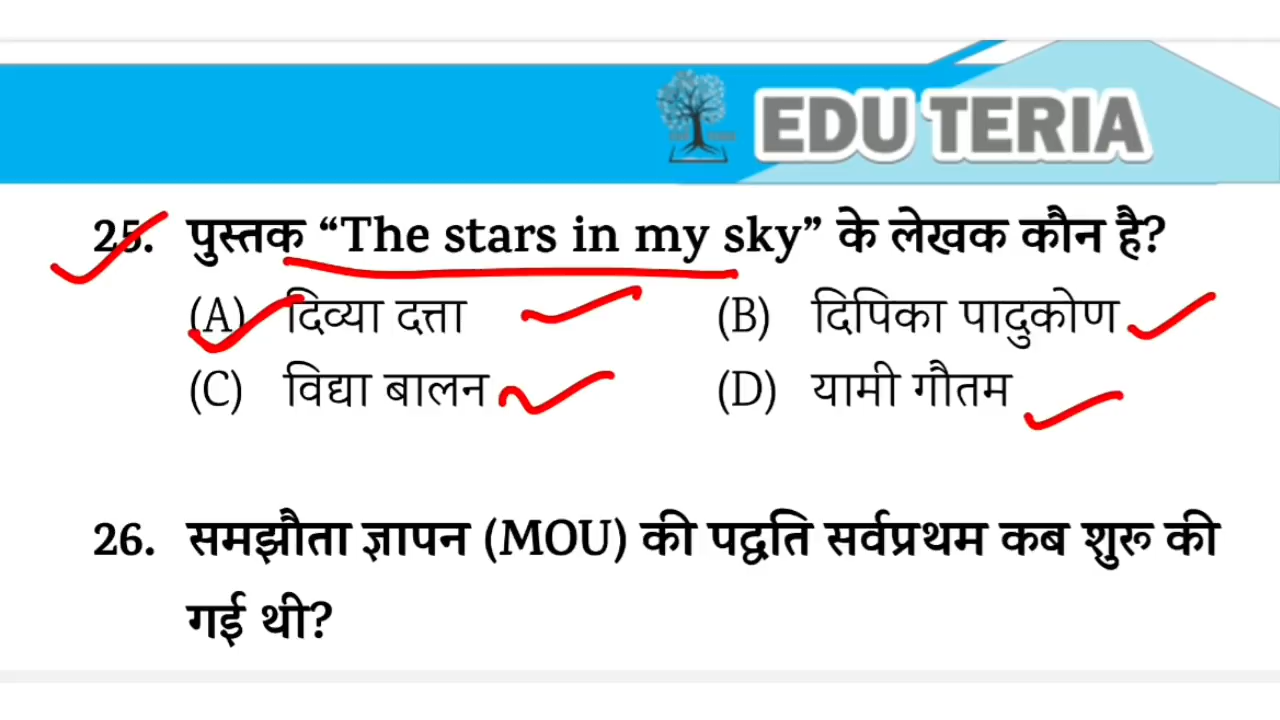 EDU TERIA
25. पुस्तक “The stars in my sky” के लेखक कौन है?
(A) दिव्या दत्ता (B) दिपिका पादुकोण
(C) विद्या बालन (D) यामी गौतम
26. समझौता ज्ञापन (MOU) की पद्वति सर्वप्रथम कब शुरू की
गई थी?